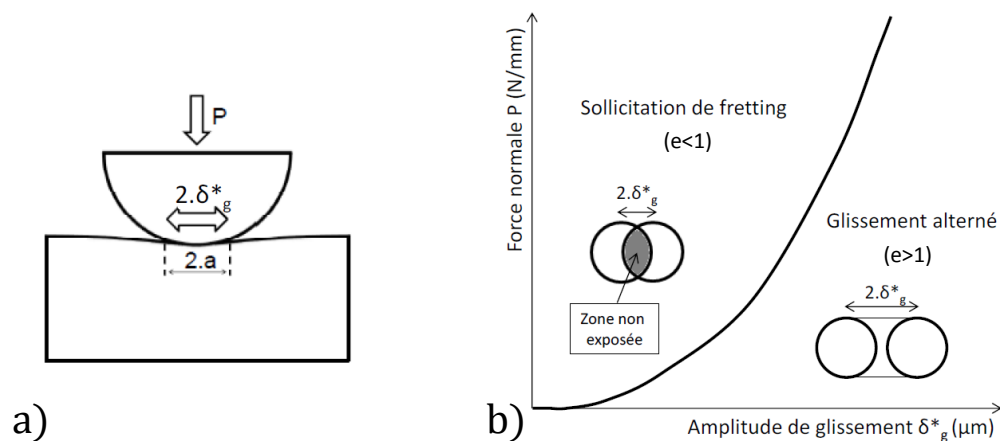 P
2.δ*g
2.a
a)
Force normale P (N/mm)
Sollicitation de fretting
(e<1)
2.δ*g
Zone non
exposée
Glissement alterné
(e>1)
2.δ*g
b)
Amplitude de glissement δ*g (μm)